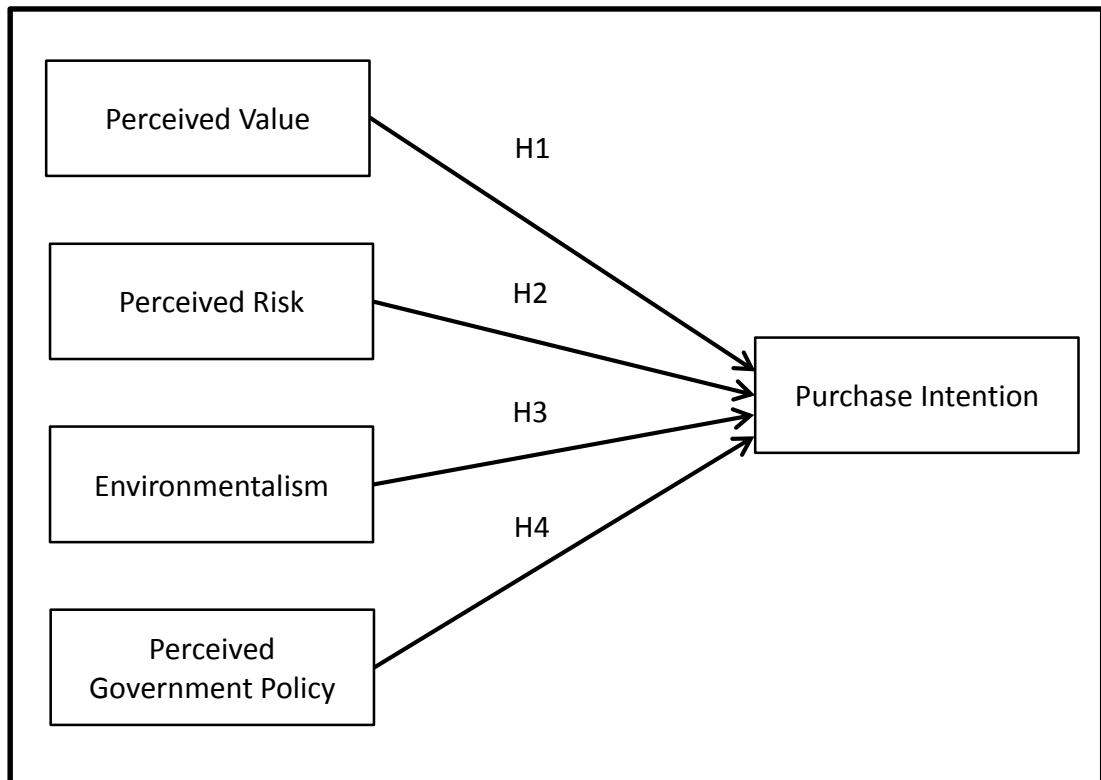 Perceived Value
H1
Perceived Risk
H2
Purchase Intention
H3
Environmentalism
H4
Perceived
Government Policy